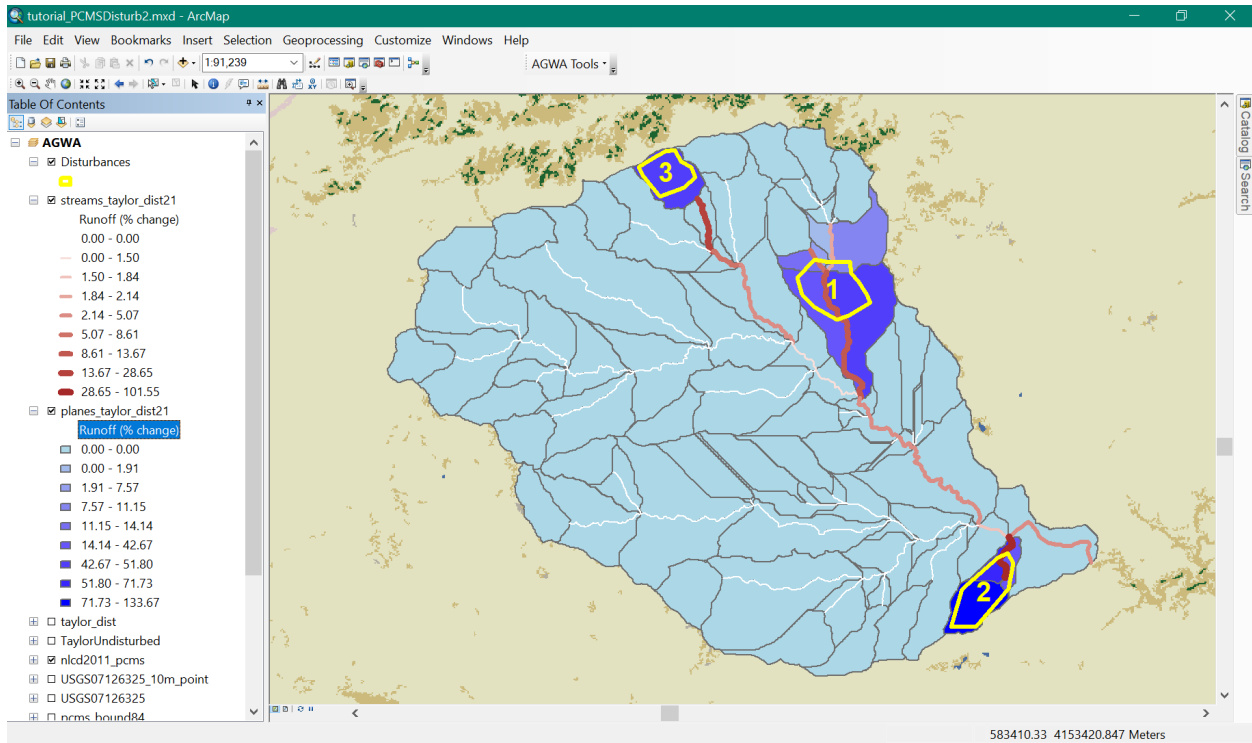 tutorial_PCMSDisturb2.mxd - ArcMap
File Edit View Bookmarks Insert Selection Geoprocessing Customize Windows Help
1:91,239
AGWA Tools
Table Of Contents
AGWA
Disturbances
streams_taylor_dist21
Runoff (% change)
0.00 - 0.00
0.00 - 1.50
1.50 - 1.84
1.84 - 2.14
2.14 - 5.07
5.07 - 8.61
8.61 - 13.67
13.67 - 28.65
28.65 - 101.55
planes_taylor_dist21
Runoff (% change)
0.00 - 0.00
0.00 - 1.91
1.91 - 7.57
7.57 - 11.15
11.15 - 14.14
14.14 - 42.67
42.67 - 51.80
51.80 - 71.73
71.73 - 133.67
taylor_dist
TaylorUndisturbed
nlcd2011_pcms
USGS07126325_10m_point
USGS07126325
pcms_bound84
3
1
2
Catalog
Search
583410.33 4153420.847 Meters